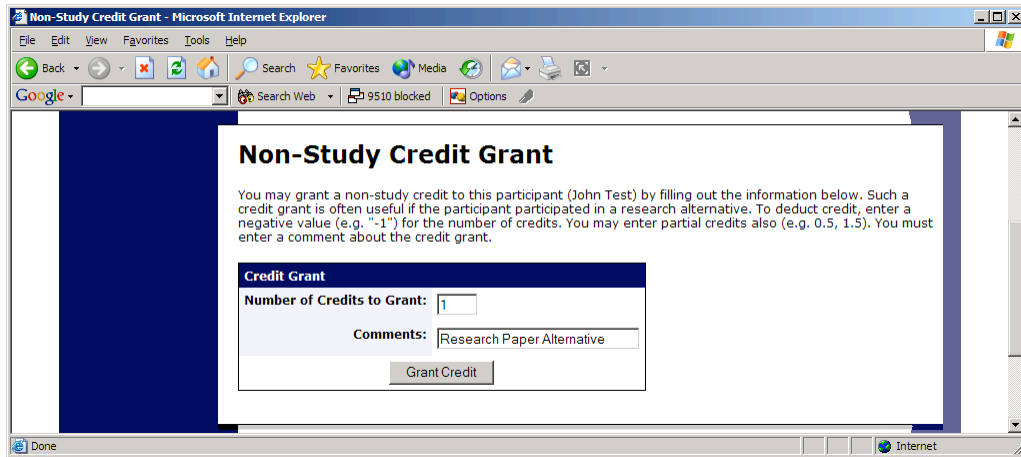 Non-Study Credit Grant - Microsoft Internet Explorer
File Edit View Favorites Tools Help
Back Search Favorites Media
Google Search Web 9510 blocked Options
Non-Study Credit Grant
You may grant a non-study credit to this participant (John Test) by filling out the information below. Such a
credit grant is often useful if the participant participated in a research alternative. To deduct credit, enter a
negative value (e.g. "-1") for the number of credits. You may enter partial credits also (e.g. 0.5, 1.5). You must
enter a comment about the credit grant.
Credit Grant
Number of Credits to Grant: 1
Comments: Research Paper Alternative
Grant Credit
Done Internet